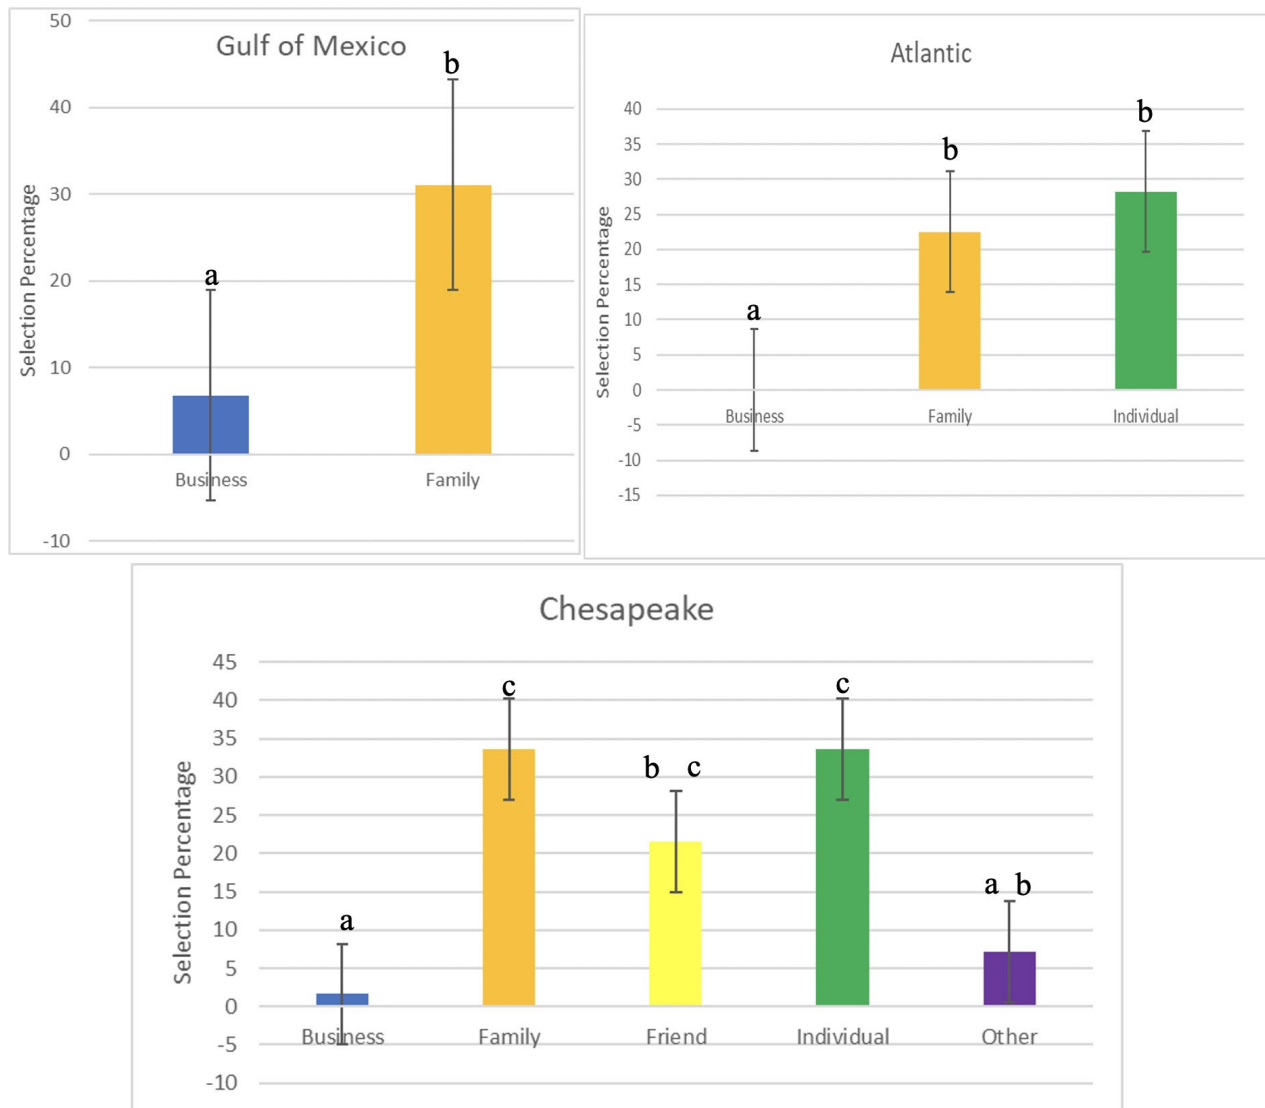 Gulf of Mexico
Selection Percentage
50
40
30
20
10
0
-10
a
b
Business
Family
Atlantic
Selection Percentage
40
35
30
25
20
15
10
5
0
-5
-10
-15
a
b
b
Business
Family
Individual
Chesapeake
Selection Percentage
45
40
35
30
25
20
15
10
5
0
-5
-10
a
c
b c
c
a b
Business
Family
Friend
Individual
Other